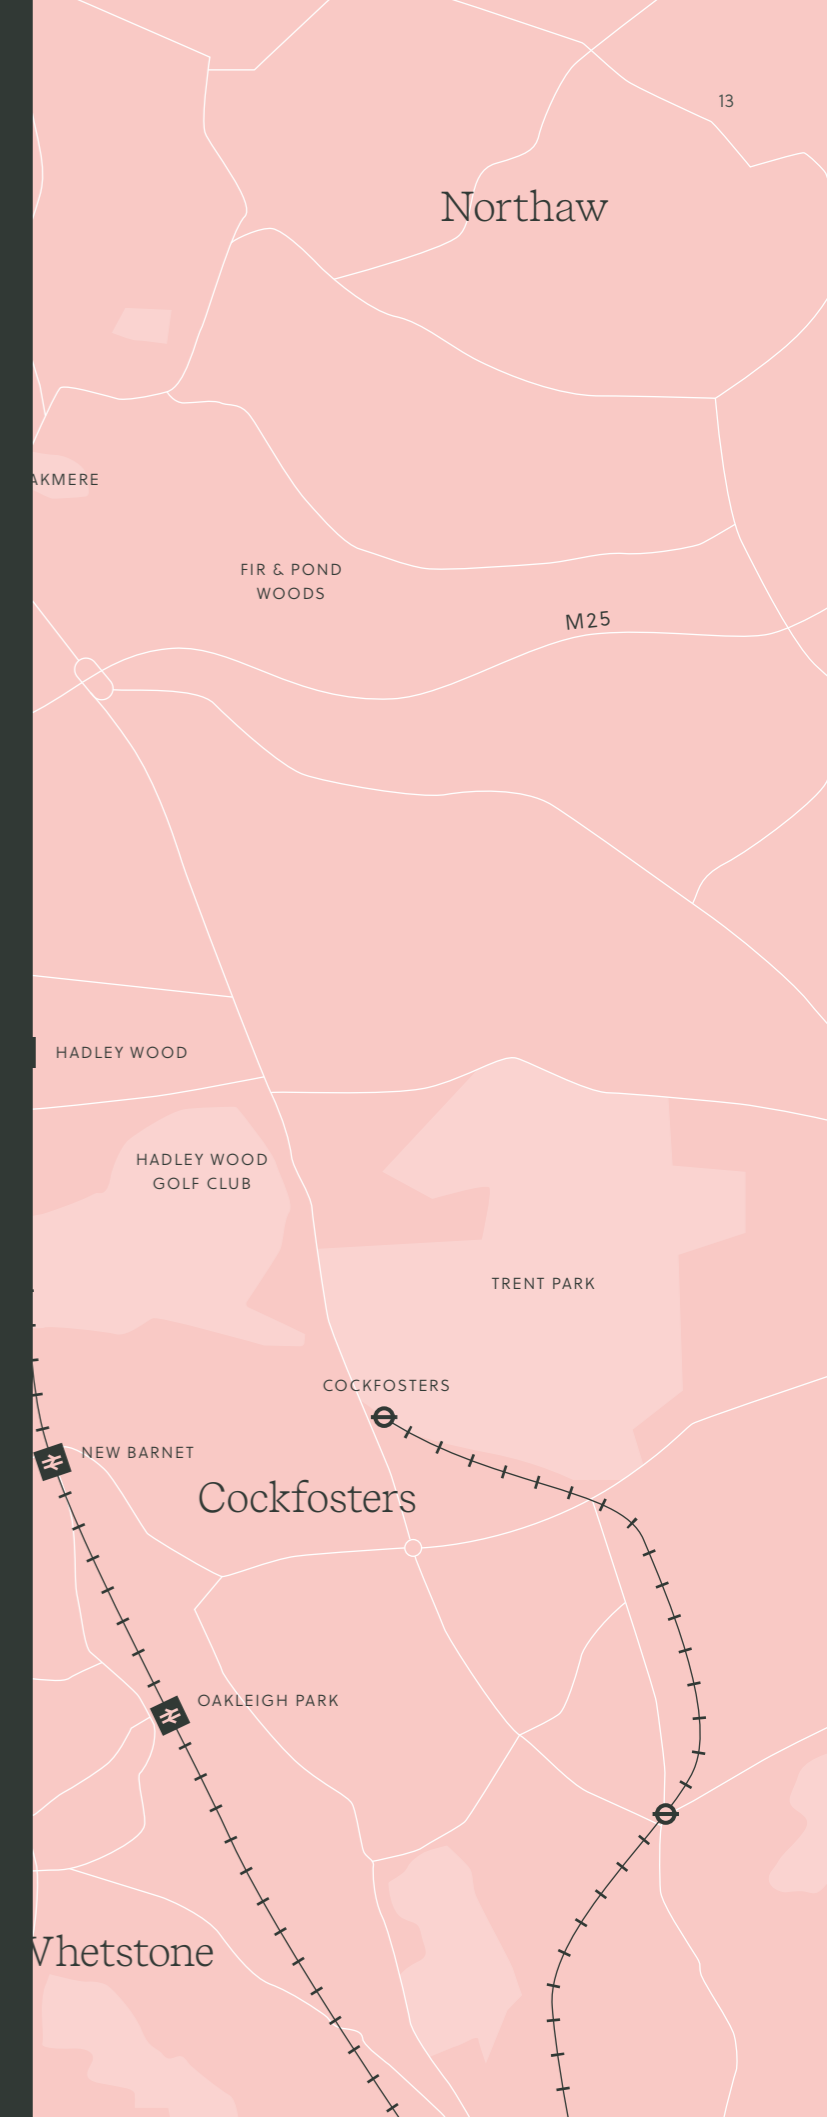 13
Northaw
AKMERE
FIR & POND
WOODS
M25
HADLEY WOOD
HADLEY WOOD
GOLF CLUB
TRENT PARK
COCKFOSTERS
NEW BARNET
Cockfosters
OAKLEIGH PARK
Whetstone